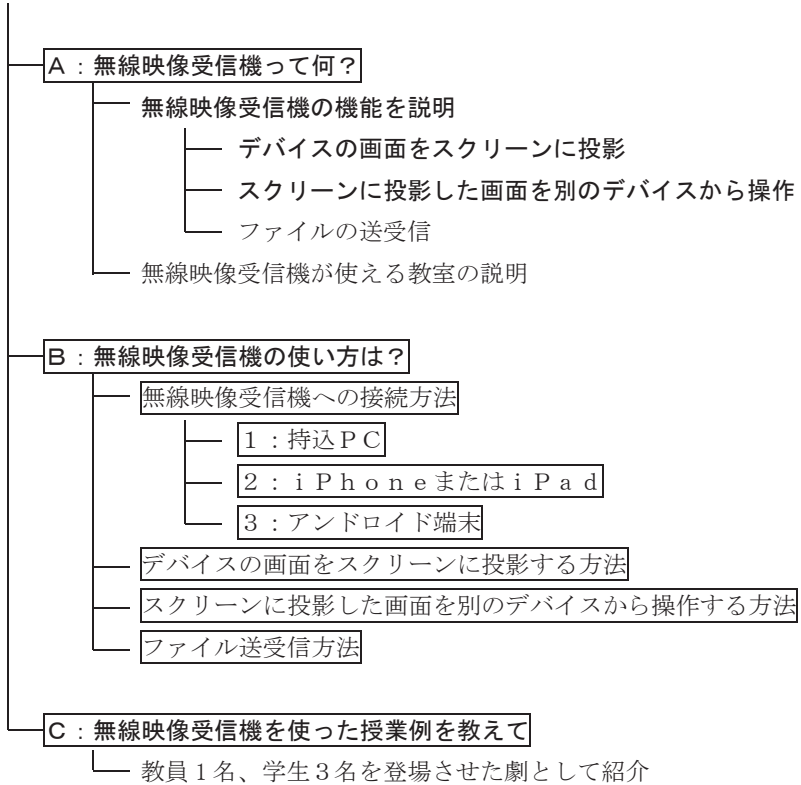 A：無線映像受信機って何？
無線映像受信機の機能を説明
デバイスの画面をスクリーンに投影
スクリーンに投影した画面を別のデバイスから操作
ファイルの送受信
無線映像受信機が使える教室の説明
B：無線映像受信機の使い方は？
無線映像受信機への接続方法
１：持込ＰＣ
２：ｉＰｈｏｎｅまたはｉＰａｄ
３：アンドロイド端末
デバイスの画面をスクリーンに投影する方法
スクリーンに投影した画面を別のデバイスから操作する方法
ファイル送受信方法
C：無線映像受信機を使った授業例を教えて
教員１名、学生３名を登場させた劇として紹介